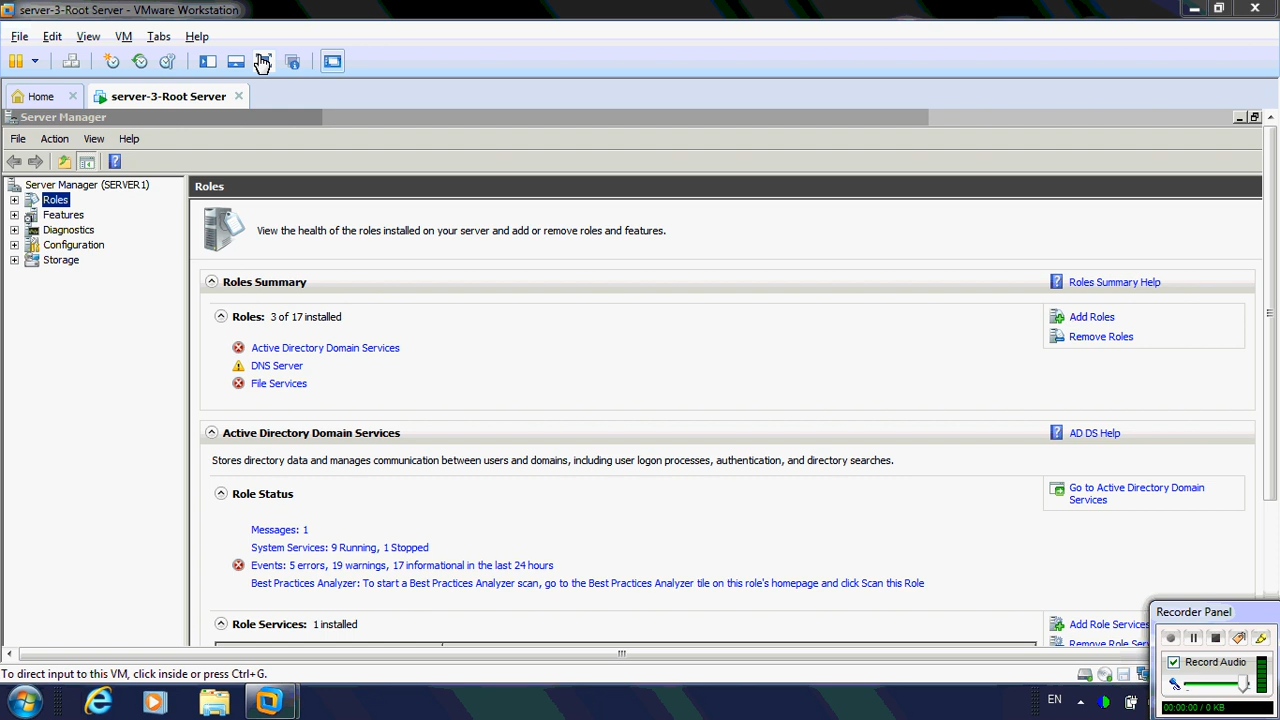 server-3-Root Server - VMware Workstation
File Edit View VM Tabs Help
Home server-3-Root Server
Server Manager
File Action View Help
Server Manager (SERVER1)
Roles
Features
Diagnostics
Configuration
Storage
Roles
View the health of the roles installed on your server and add or remove roles and features.
Roles Summary
Roles Summary Help
Roles: 3 of 17 installed
Add Roles
Remove Roles
Active Directory Domain Services
DNS Server
File Services
Active Directory Domain Services
AD DS Help
Stores directory data and manages communication between users and domains, including user logon processes, authentication, and directory searches.
Role Status
Go to Active Directory Domain
Services
Messages: 1
System Services: 9 Running, 1 Stopped
Events: 5 errors, 19 warnings, 17 informational in the last 24 hours
Best Practices Analyzer: To start a Best Practices Analyzer scan, go to the Best Practices Analyzer tile on this role's homepage and click Scan this Role
Role Services: 1 installed
Add Role Services
Remove Role Ser
To direct input to this VM, click inside or press Ctrl+G.
Recorder Panel
Record Audio
00:00:00 / 0 KB
EN